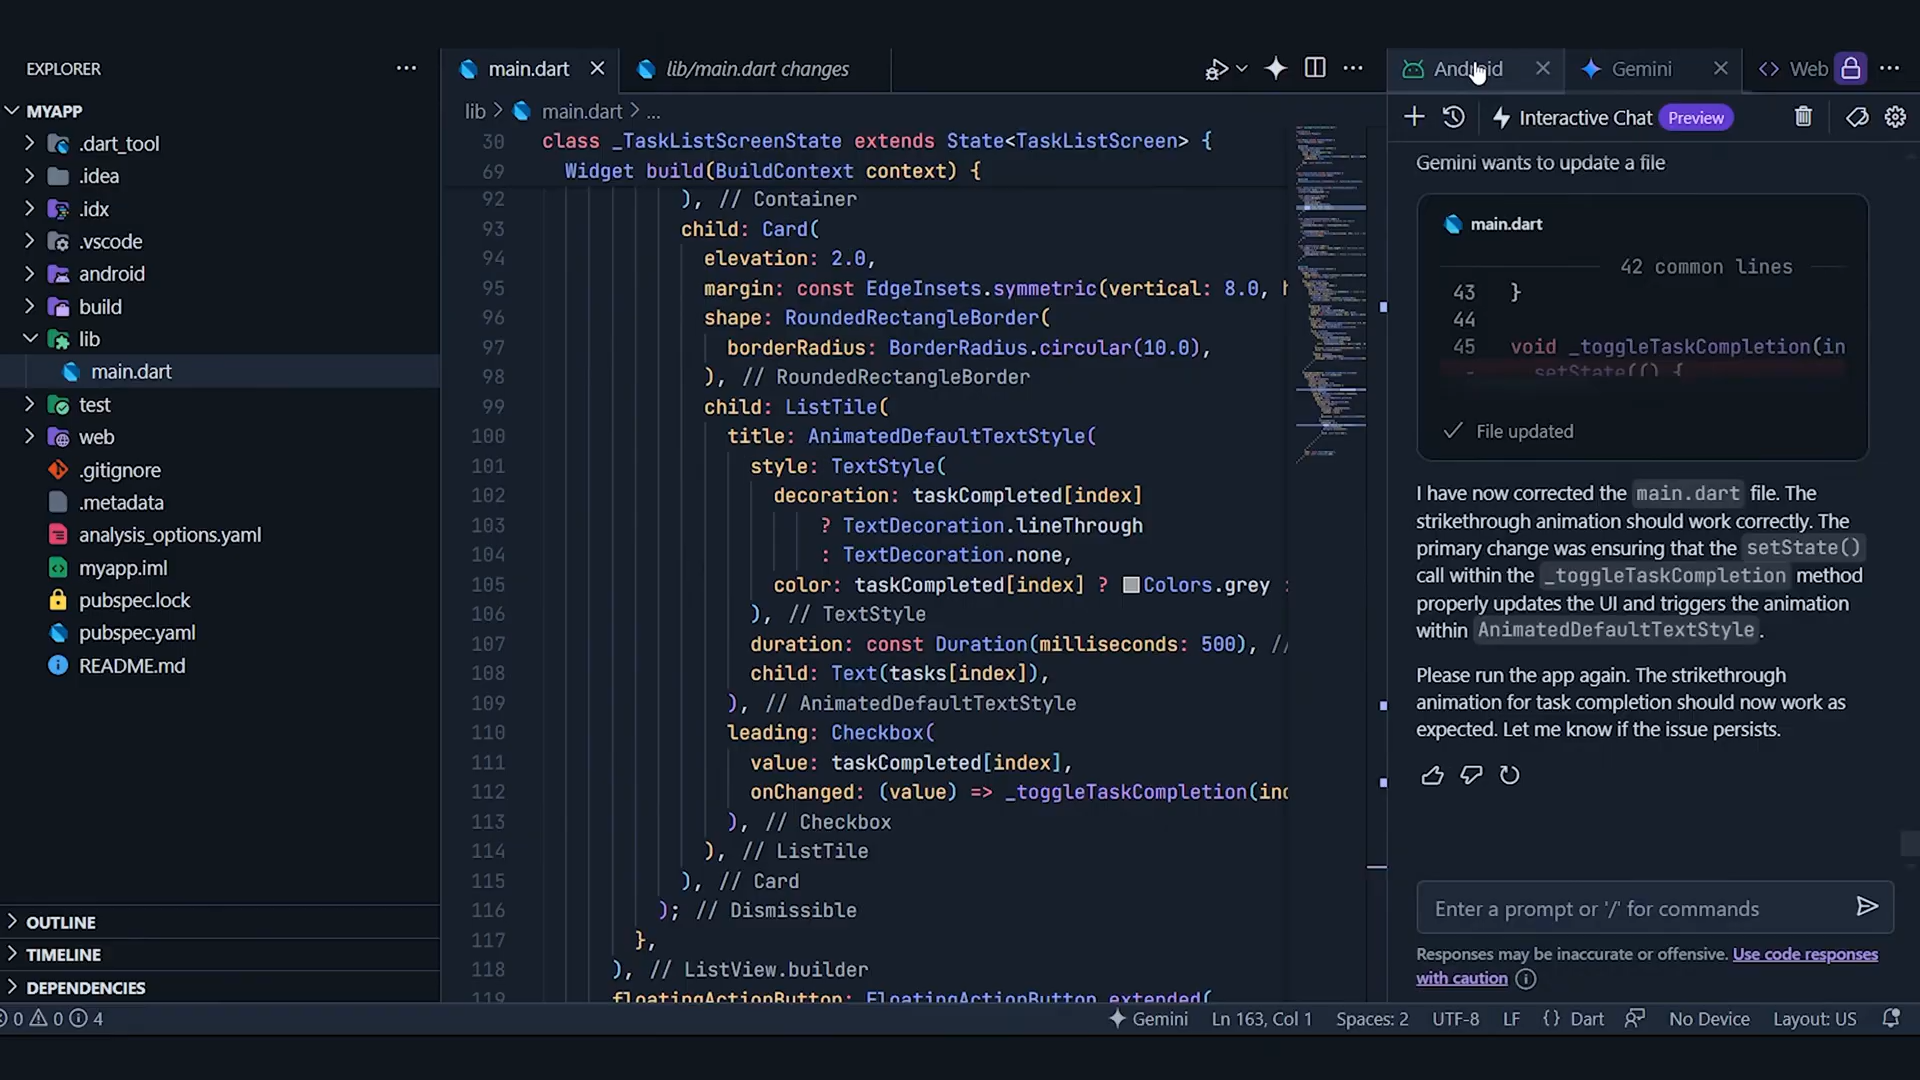 EXPLORER
MYAPP
.dart_tool
.idea
.idx
.vscode
android
build
lib
main.dart
test
web
.gitignore
.metadata
analysis_options.yaml
myapp.iml
pubspec.lock
pubspec.yaml
README.md
OUTLINE
TIMELINE
DEPENDENCIES
main.dart
lib/main.dart changes
lib > main.dart > ...
30 class _TaskListScreenState extends State<TaskListScreen> {
69 Widget build(BuildContext context) {
92 ), // Container
93 child: Card(
94 elevation: 2.0,
95 margin: const EdgeInsets.symmetric(vertical: 8.0, h
96 shape: RoundedRectangleBorder(
97 borderRadius: BorderRadius.circular(10.0),
98 ), // RoundedRectangleBorder
99 child: ListTile(
100 title: AnimatedDefaultTextStyle(
101 style: TextStyle(
102 decoration: taskCompleted[index]
103 ? TextDecoration.lineThrough
104 : TextDecoration.none,
105 color: taskCompleted[index] ? Colors.grey :
106 ), // TextStyle
107 duration: const Duration(milliseconds: 500), //
108 child: Text(tasks[index]),
109 ), // AnimatedDefaultTextStyle
110 leading: Checkbox(
111 value: taskCompleted[index],
112 onChanged: (value) => _toggleTaskCompletion(ind
113 ), // Checkbox
114 ), // ListTile
115 ), // Card
116 ); // Dismissible
117 },
118 ), // ListView.builder
119 floatingActionButton: FloatingActionButton.extended(
Android
Gemini
Web
Interactive Chat Preview
Gemini wants to update a file
main.dart
42 common lines
43 }
44
45 void _toggleTaskCompletion(in
- setState(() {
File updated
I have now corrected the main.dart file. The
strikethrough animation should work correctly. The
primary change was ensuring that the setState()
call within the _toggleTaskCompletion method
properly updates the UI and triggers the animation
within AnimatedDefaultTextStyle.
Please run the app again. The strikethrough
animation for task completion should now work as
expected. Let me know if the issue persists.
Enter a prompt or '/' for commands
Responses may be inaccurate or offensive. Use code responses
with caution
0 0 4
Gemini Ln 163, Col 1 Spaces: 2 UTF-8 LF {} Dart No Device Layout: US